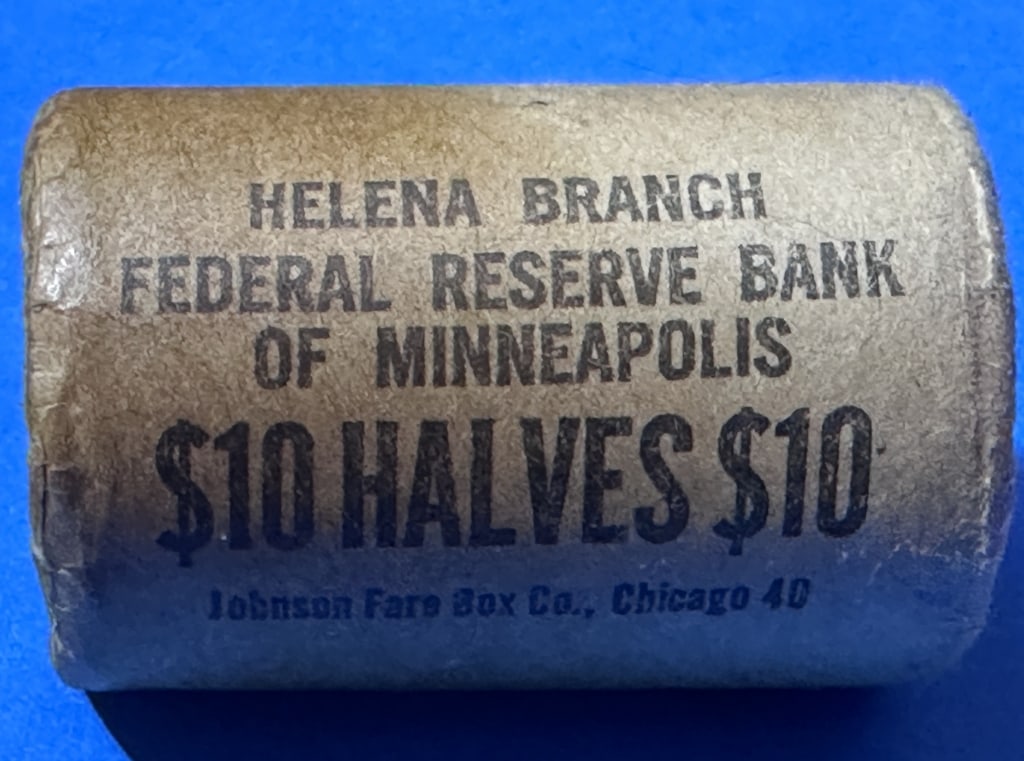 HELENA BRANCH
FEDERAL RESERVE BANK
OF MINNEAPOLIS
$10 HALVES $10
Johnson Fare Box Co., Chicago 40